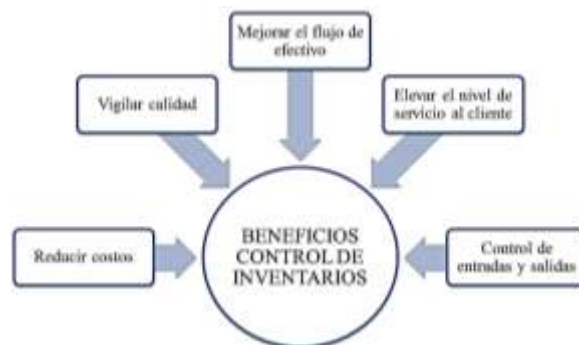 Mejorar el flujo de
efectivo
Vigilar calidad
Elevar el nivel de
servicio al cliente
Reducir costos
BENEFICIOS
CONTROL DE
INVENTARIOS
Control de
entradas y salidas